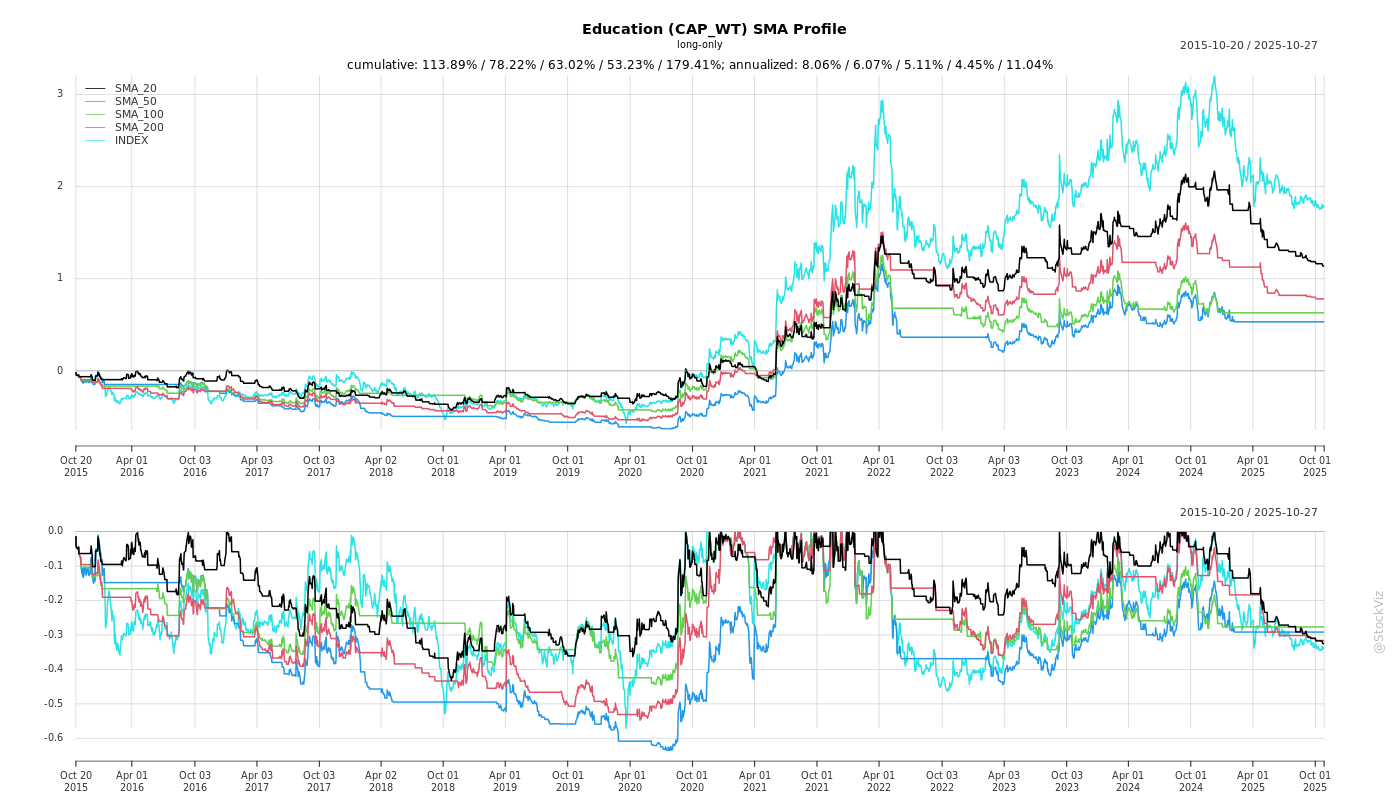 Education (CAP_WT) SMA Profile
long-only
2015-10-20 / 2025-10-27
cumulative: 113.89% / 78.22% / 63.02% / 53.23% / 179.41%; annualized: 8.06% / 6.07% / 5.11% / 4.45% / 11.04%
SMA_20
SMA_50
SMA_100
SMA_200
INDEX
3
2
1
0
Oct 20 Apr 01 Oct 03 Apr 03 Oct 03 Apr 02 Oct 01 Apr 01 Oct 01 Apr 01 Oct 01 Apr 01 Oct 01 Apr 01 Oct 03 Apr 03 Oct 03 Apr 01 Oct 01 Apr 01 Oct 01
2015 2016 2016 2017 2017 2018 2018 2019 2019 2020 2020 2021 2021 2022 2022 2023 2023 2024 2024 2025 2025
2015-10-20 / 2025-10-27
0.0
-0.1
-0.2
-0.3
-0.4
-0.5
-0.6
Oct 20 Apr 01 Oct 03 Apr 03 Oct 03 Apr 02 Oct 01 Apr 01 Oct 01 Apr 01 Oct 01 Apr 01 Oct 01 Apr 01 Oct 03 Apr 03 Oct 03 Apr 01 Oct 01 Apr 01 Oct 01
2015 2016 2016 2017 2017 2018 2018 2019 2019 2020 2020 2021 2021 2022 2022 2023 2023 2024 2024 2025 2025
@StockViz